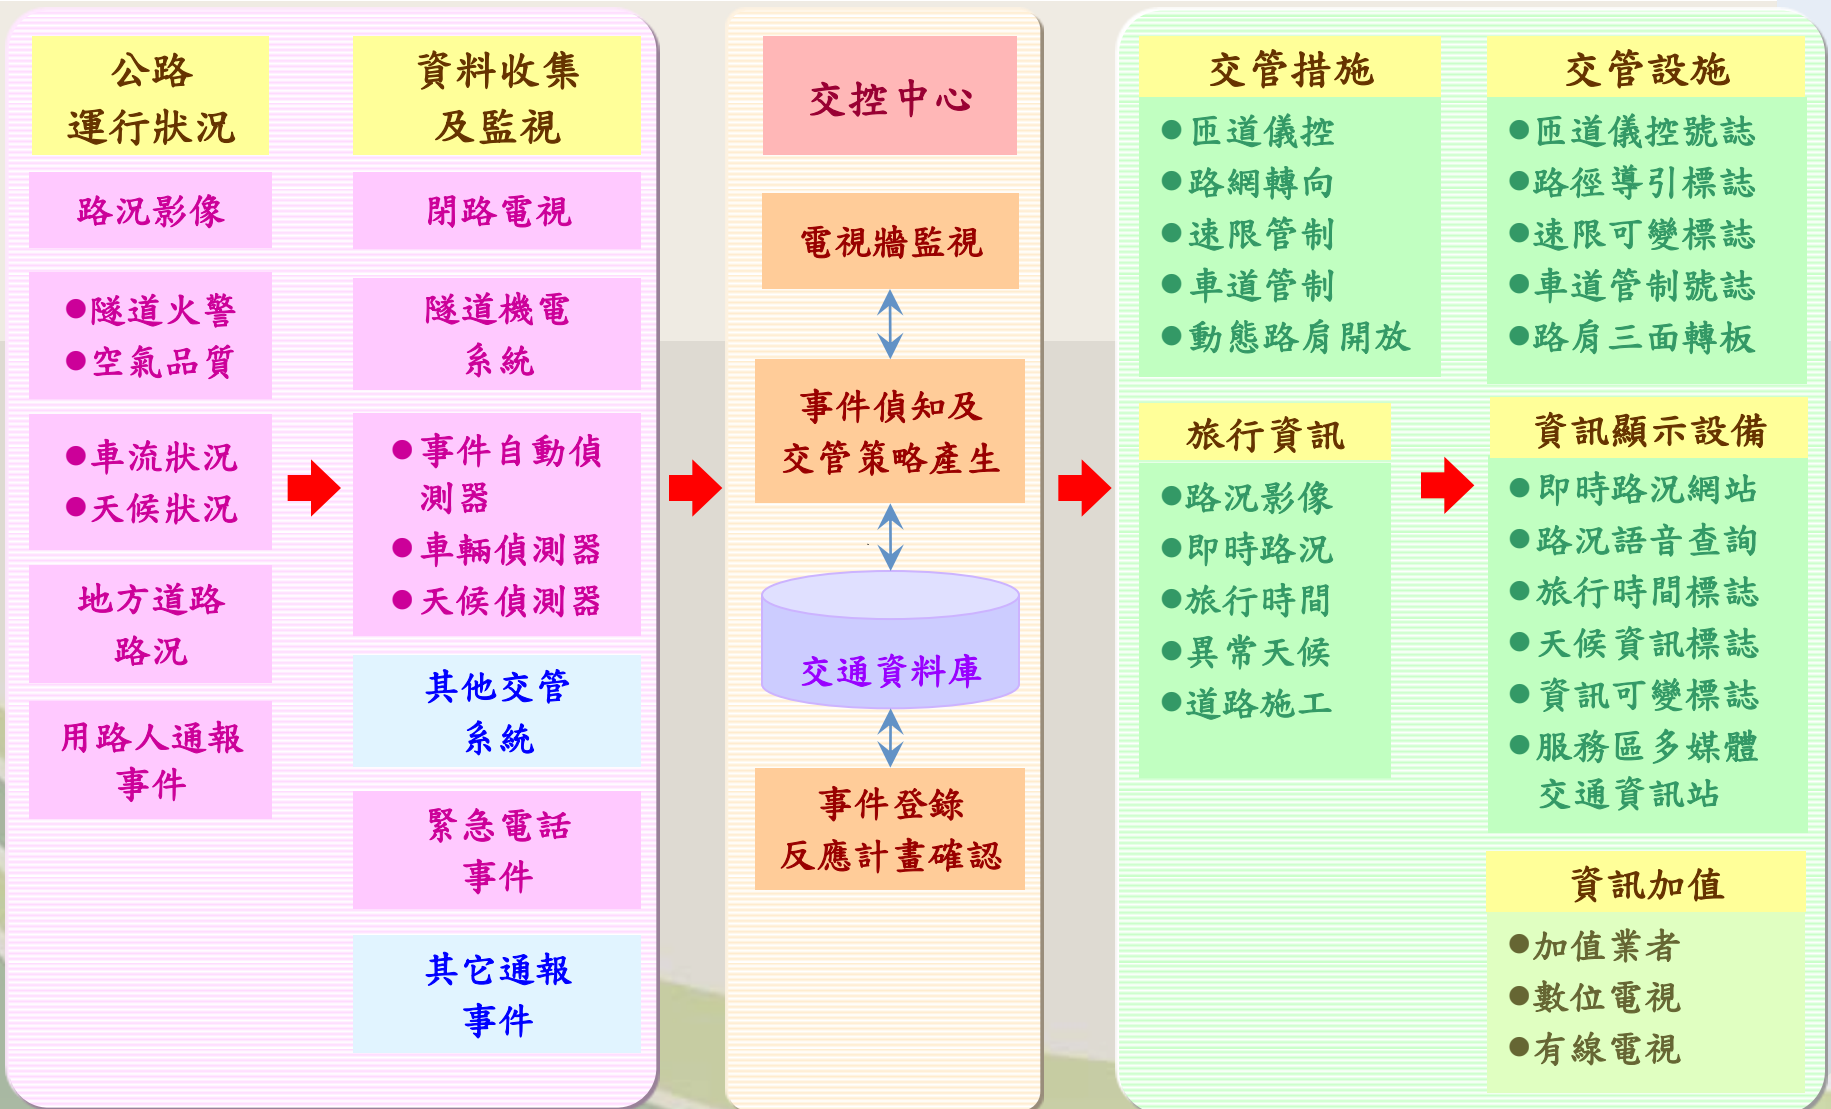 公路
運行狀況
路況影像
●隧道火警
●空氣品質
●車流狀況
●天候狀況
地方道路
路況
用路人通報
事件
資料收集
及監視
閉路電視
隧道機電
系統
●事件自動偵
測器
●車輛偵測器
●天候偵測器
其他交管
系統
緊急電話
事件
其它通報
事件
交控中心
電視牆監視
事件偵知及
交管策略產生
交通資料庫
事件登錄
反應計畫確認
交管措施
●匝道儀控
●路網轉向
●速限管制
●車道管制
●動態路肩開放
旅行資訊
●路況影像
●即時路況
●旅行時間
●異常天候
●道路施工
交管設施
●匝道儀控號誌
●路徑導引標誌
●速限可變標誌
●車道管制號誌
●路肩三面轉板
資訊顯示設備
●即時路況網站
●路況語音查詢
●旅行時間標誌
●天候資訊標誌
●資訊可變標誌
●服務區多媒體
交通資訊站
資訊加值
●加值業者
●數位電視
●有線電視